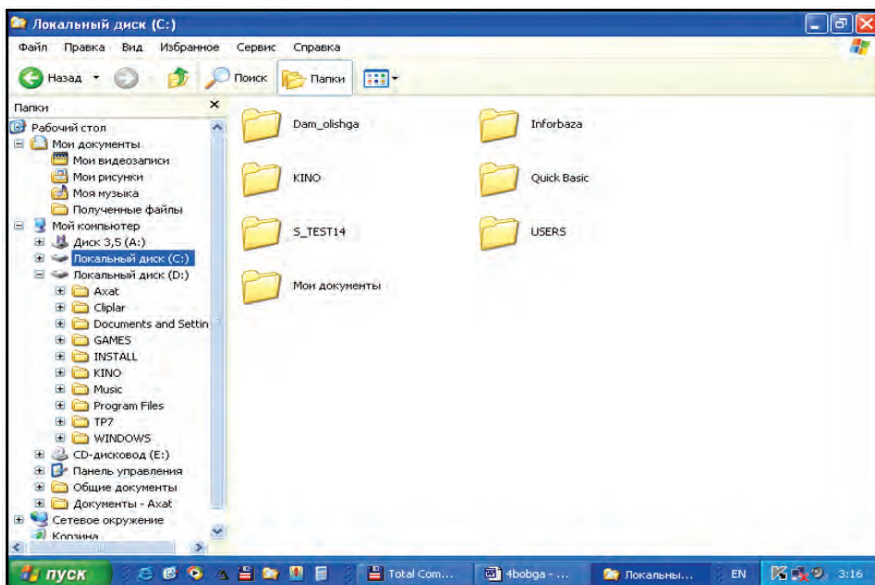 Локальный диск (C:)
Файл Правка Вид Избранное Сервис Справка
Назад Поиск Папки
Папки
Рабочий стол
Мои документы
Мои видеозаписи
Мои рисунки
Моя музыка
Полученные файлы
Мой компьютер
Диск 3,5 (A:)
Локальный диск (C:)
Локальный диск (D:)
Axat
Cliplar
Documents and Settin
GAMES
INSTALL
KINO
Music
Program Files
TP7
WINDOWS
CD-дисковод (E:)
Панель управления
Общие документы
Документы - Axat
Сетевое окружение
Корзина
Dam_olishga
Inforbaza
KINO
Quick Basic
S_TEST14
USERS
Мои документы
пуск Total Com... 4bobga - ... Локальны... EN 3:16